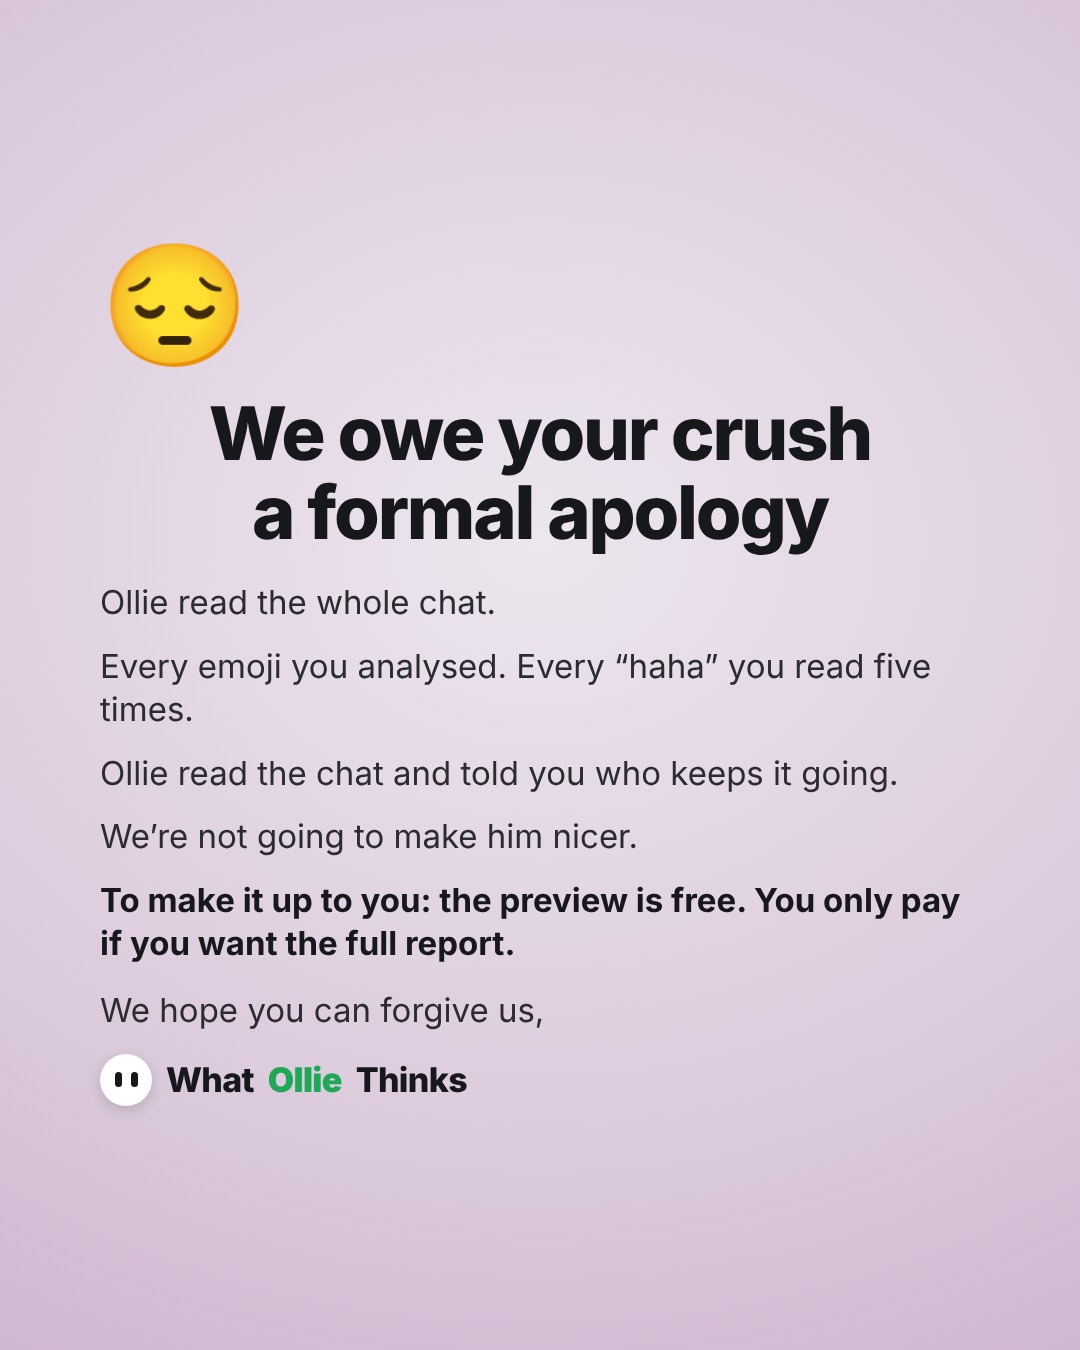 We owe your crush
a formal apology
Ollie read the whole chat.
Every emoji you analysed. Every “haha” you read five
times.
Ollie read the chat and told you who keeps it going.
We’re not going to make him nicer.
To make it up to you: the preview is free. You only pay
if you want the full report.
We hope you can forgive us,
What Ollie Thinks